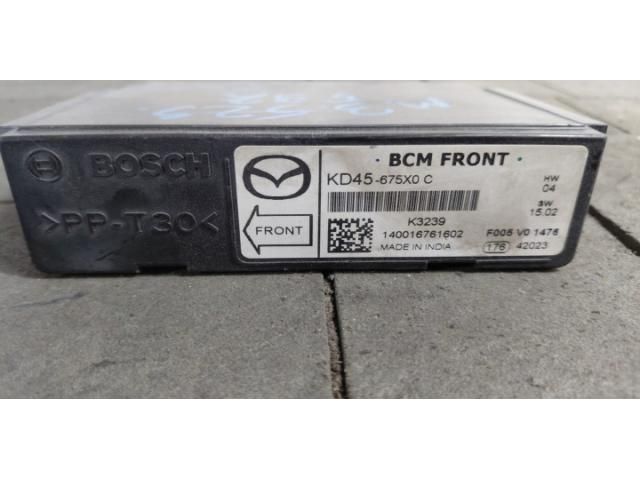 BOSCH
>PP-T30<
FRONT
· BCM FRONT ·
KD45-675X0 C
HW
04
SW
15.02
K3239
140016761602
F005 V0 1476
MADE IN INDIA
176 42023